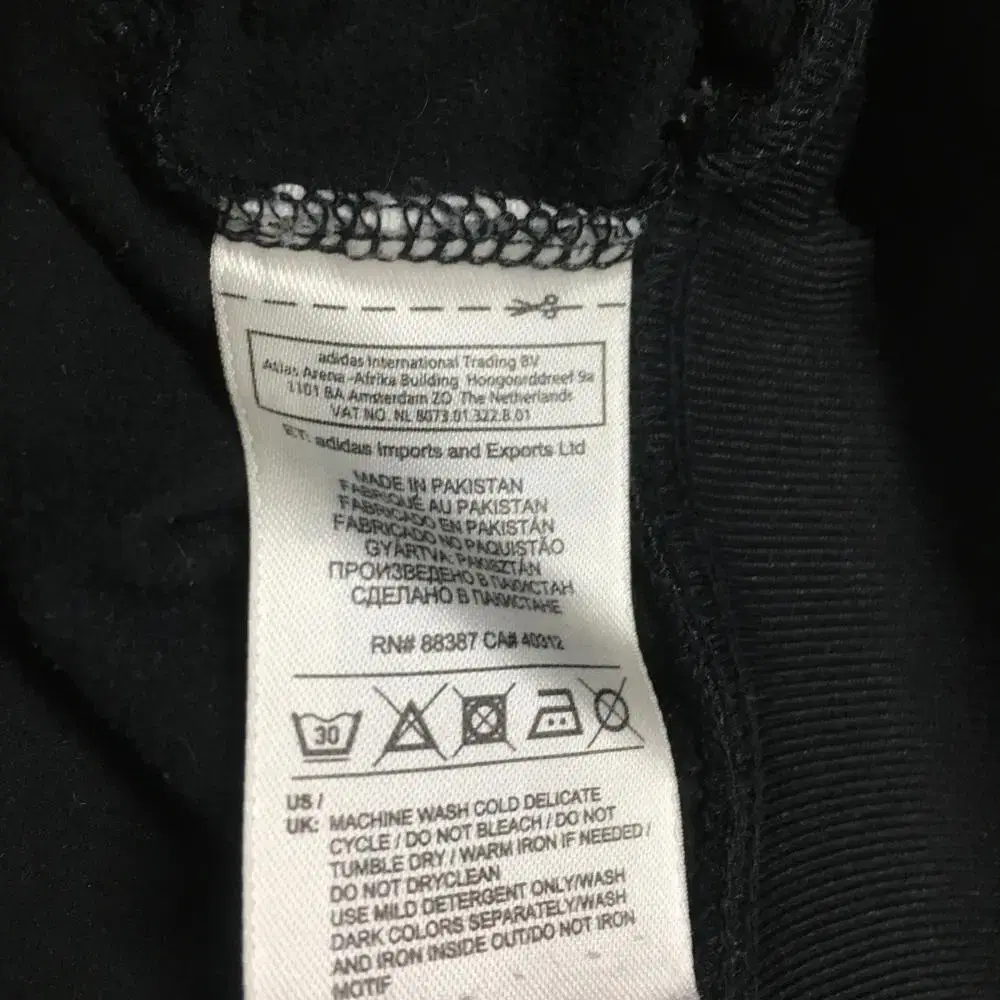 adidas International Trading BV
Atlas Arena-Afrika Building, Hoogoorddreef 9a
1101 BA Amsterdam ZO, The Netherlands
VAT NO. NL 8073.01.322.B.01
ET: adidas Imports and Exports Ltd
MADE IN PAKISTAN
FABRIQUÉ AU PAKISTAN
FABRICADO EN PAKISTÁN
FABRICADO NO PAQUISTÃO
GYÁRTVA: PAKISZTÁN
ПРОИЗВЕДЕНО В ПАКИСТАН
СДЕЛАНО В ПАКИСТАНЕ
RN# 88387 CA# 40312
30
US /
UK: MACHINE WASH COLD DELICATE
CYCLE / DO NOT BLEACH / DO NOT
TUMBLE DRY / WARM IRON IF NEEDED /
DO NOT DRYCLEAN
USE MILD DETERGENT ONLY/WASH
DARK COLORS SEPARATELY/WASH
AND IRON INSIDE OUT/DO NOT IRON
MOTIF